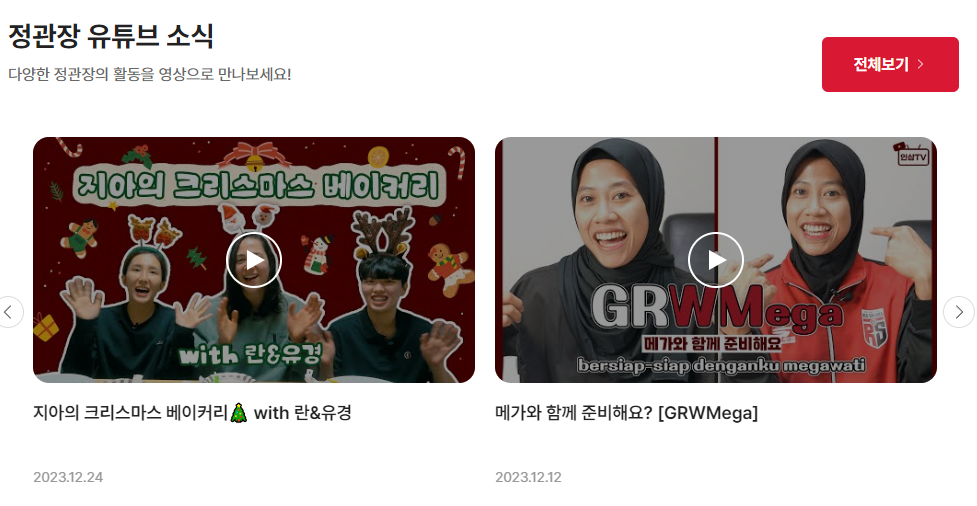 정관장 유튜브 소식
다양한 정관장의 활동을 영상으로 만나보세요!
전체보기
지아의 크리스마스 베이커리
with 란&유경
인삼TV
GRWMega
메가와 함께 준비해요
bersiap-siap denganku megawati
지아의 크리스마스 베이커리🎄 with 란&유경
2023.12.24
메가와 함께 준비해요? [GRWMega]
2023.12.12